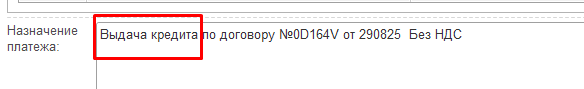 Назначение
платежа:
Выдача кредита по договору №0D164V от 290825  Без НДС